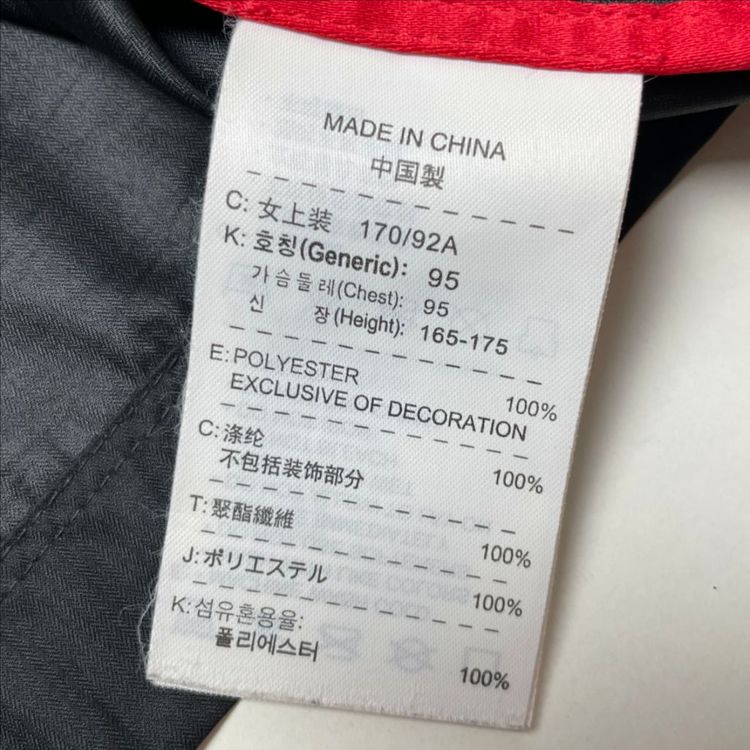 MADE IN CHINA
中国製
C: 女上装 170/92A
K: 호칭(Generic): 95
가슴둘레(Chest): 95
신 장(Height): 165-175
E: POLYESTER 100%
EXCLUSIVE OF DECORATION
C: 涤纶 100%
不包括装饰部分
T: 聚酯纖維 100%
J: ポリエステル 100%
K: 섬유혼용율:
폴리에스터 100%